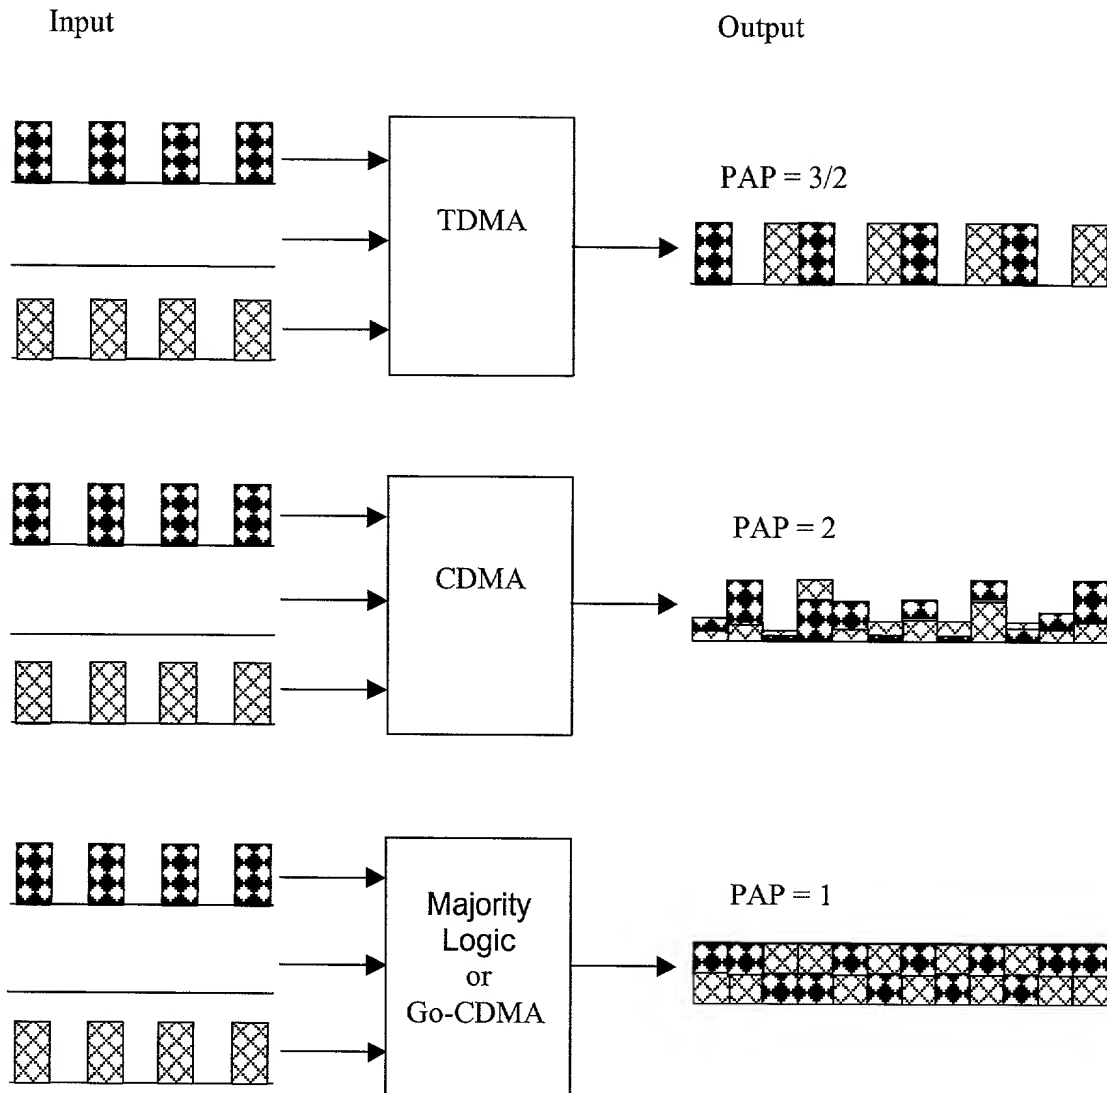 Input
Output
TDMA
PAP = 3/2
CDMA
PAP = 2
Majority
Logic
or
Go-CDMA
PAP = 1